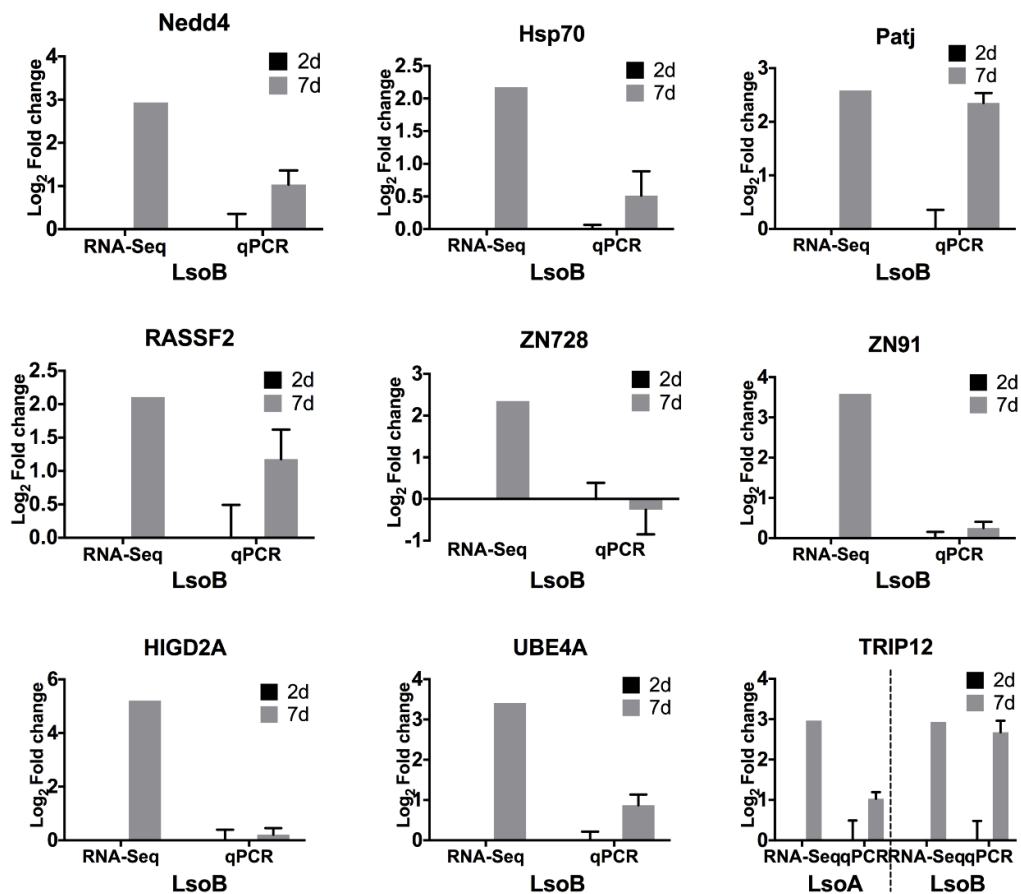 Nedd4
Log2 Fold change
4
3
2
1
0
2d
7d
RNA-Seq
qPCR
LsoB
Hsp70
Log2 Fold change
2.5
2.0
1.5
1.0
0.5
0.0
2d
7d
RNA-Seq
qPCR
LsoB
Patj
Log2 Fold change
3
2
1
0
2d
7d
RNA-Seq
qPCR
LsoB
RASSF2
Log2 Fold change
2.5
2.0
1.5
1.0
0.5
0.0
2d
7d
RNA-Seq
qPCR
LsoB
ZN728
Log2 Fold change
3
2
1
0
-1
2d
7d
RNA-Seq
qPCR
LsoB
ZN91
Log2 Fold change
4
3
2
1
0
2d
7d
RNA-Seq
qPCR
LsoB
HIGD2A
Log2 Fold change
6
4
2
0
2d
7d
RNA-Seq
qPCR
LsoB
UBE4A
Log2 Fold change
4
3
2
1
0
2d
7d
RNA-Seq
qPCR
LsoB
TRIP12
Log2 Fold change
4
3
2
1
0
2d
7d
RNA-Seq
qPCR
RNA-Seq
qPCR
LsoA
LsoB